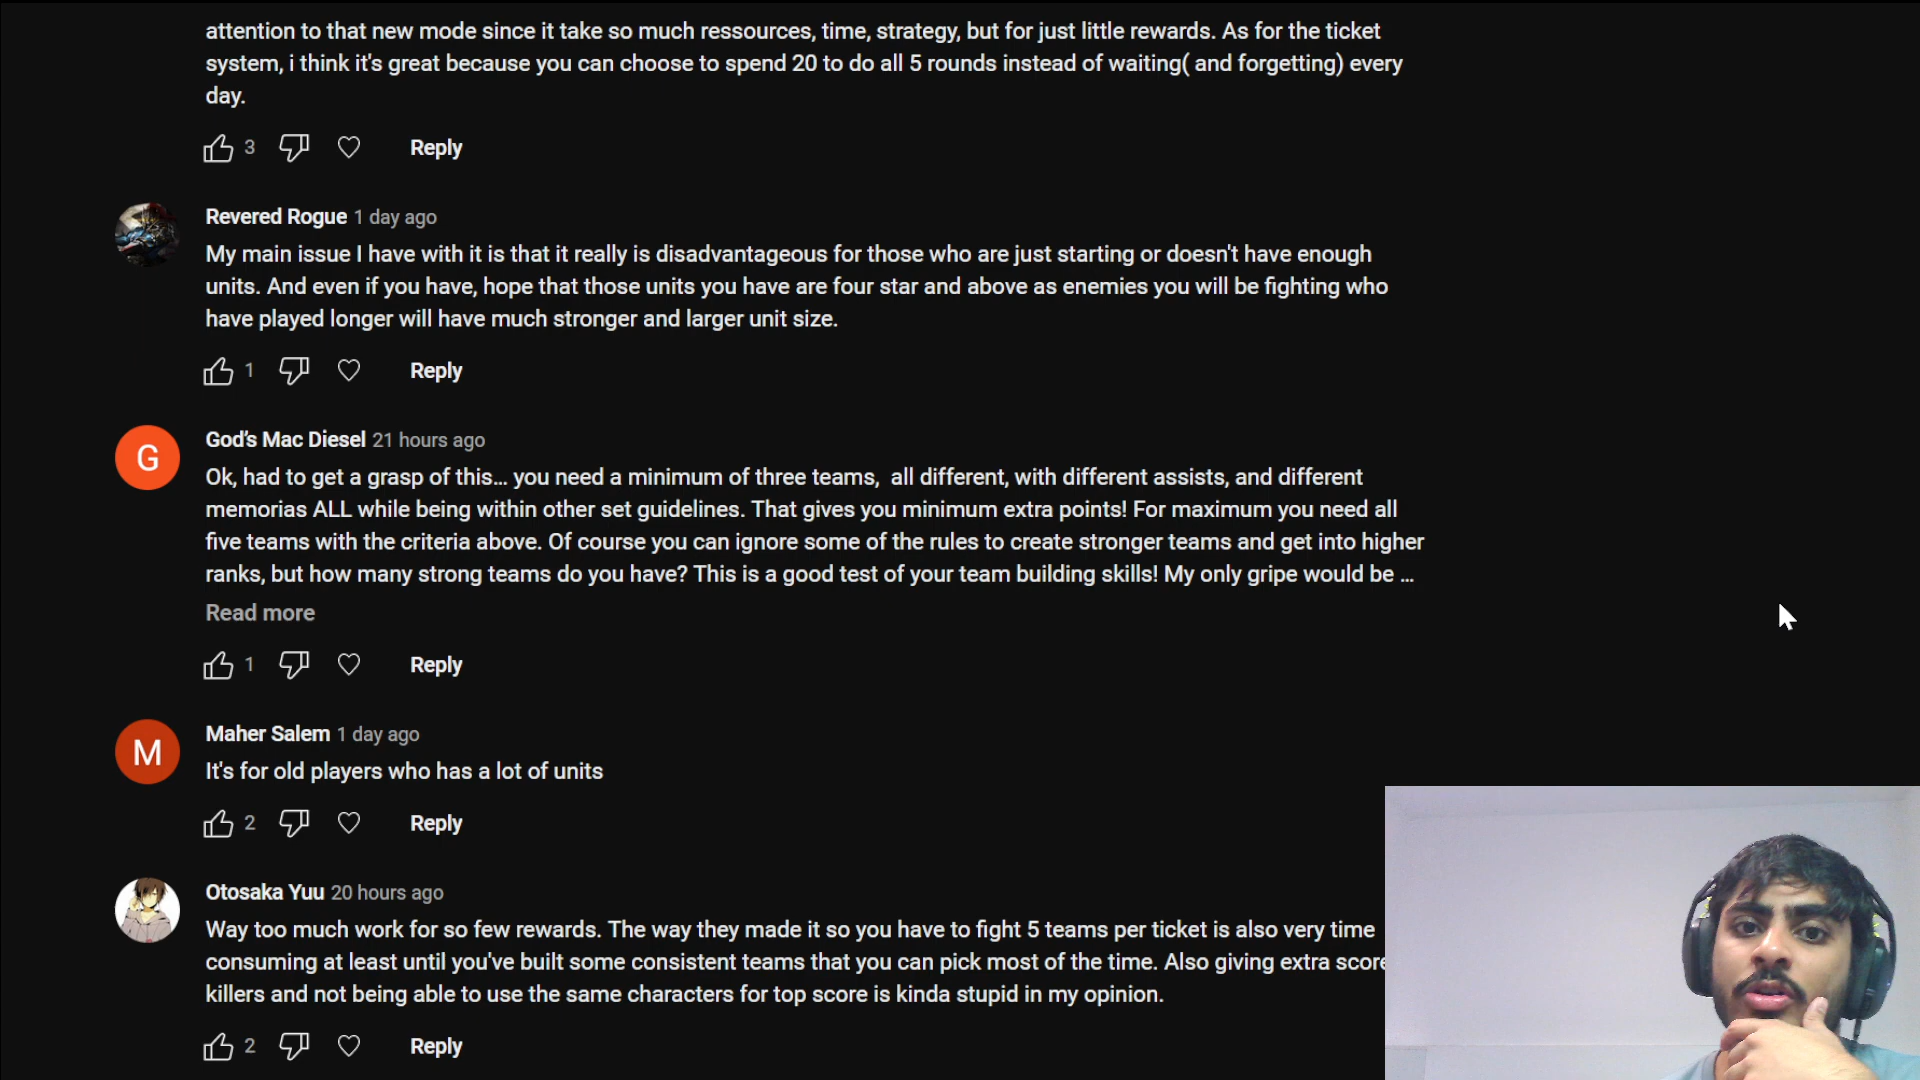 attention to that new mode since it take so much ressources, time, strategy, but for just little rewards. As for the ticket
system, i think it's great because you can choose to spend 20 to do all 5 rounds instead of waiting( and forgetting) every
day.
3 Reply
Revered Rogue 1 day ago
My main issue I have with it is that it really is disadvantageous for those who are just starting or doesn't have enough
units. And even if you have, hope that those units you have are four star and above as enemies you will be fighting who
have played longer will have much stronger and larger unit size.
1 Reply
G
God's Mac Diesel 21 hours ago
Ok, had to get a grasp of this... you need a minimum of three teams,  all different, with different assists, and different
memorias ALL while being within other set guidelines. That gives you minimum extra points! For maximum you need all
five teams with the criteria above. Of course you can ignore some of the rules to create stronger teams and get into higher
ranks, but how many strong teams do you have? This is a good test of your team building skills! My only gripe would be ...
Read more
1 Reply
M
Maher Salem 1 day ago
It's for old players who has a lot of units
2 Reply
Otosaka Yuu 20 hours ago
Way too much work for so few rewards. The way they made it so you have to fight 5 teams per ticket is also very time
consuming at least until you've built some consistent teams that you can pick most of the time. Also giving extra score
killers and not being able to use the same characters for top score is kinda stupid in my opinion.
2 Reply